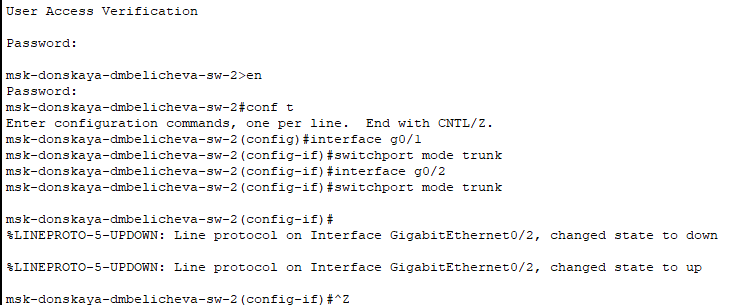 User Access Verification
Password:
msk-donskaya-dmbelicheva-sw-2>en
Password:
msk-donskaya-dmbelicheva-sw-2#conf t
Enter configuration commands, one per line.  End with CNTL/Z.
msk-donskaya-dmbelicheva-sw-2(config)#interface g0/1
msk-donskaya-dmbelicheva-sw-2(config-if)#switchport mode trunk
msk-donskaya-dmbelicheva-sw-2(config-if)#interface g0/2
msk-donskaya-dmbelicheva-sw-2(config-if)#switchport mode trunk
msk-donskaya-dmbelicheva-sw-2(config-if)#
%LINEPROTO-5-UPDOWN: Line protocol on Interface GigabitEthernet0/2, changed state to down
%LINEPROTO-5-UPDOWN: Line protocol on Interface GigabitEthernet0/2, changed state to up
msk-donskaya-dmbelicheva-sw-2(config-if)#^Z